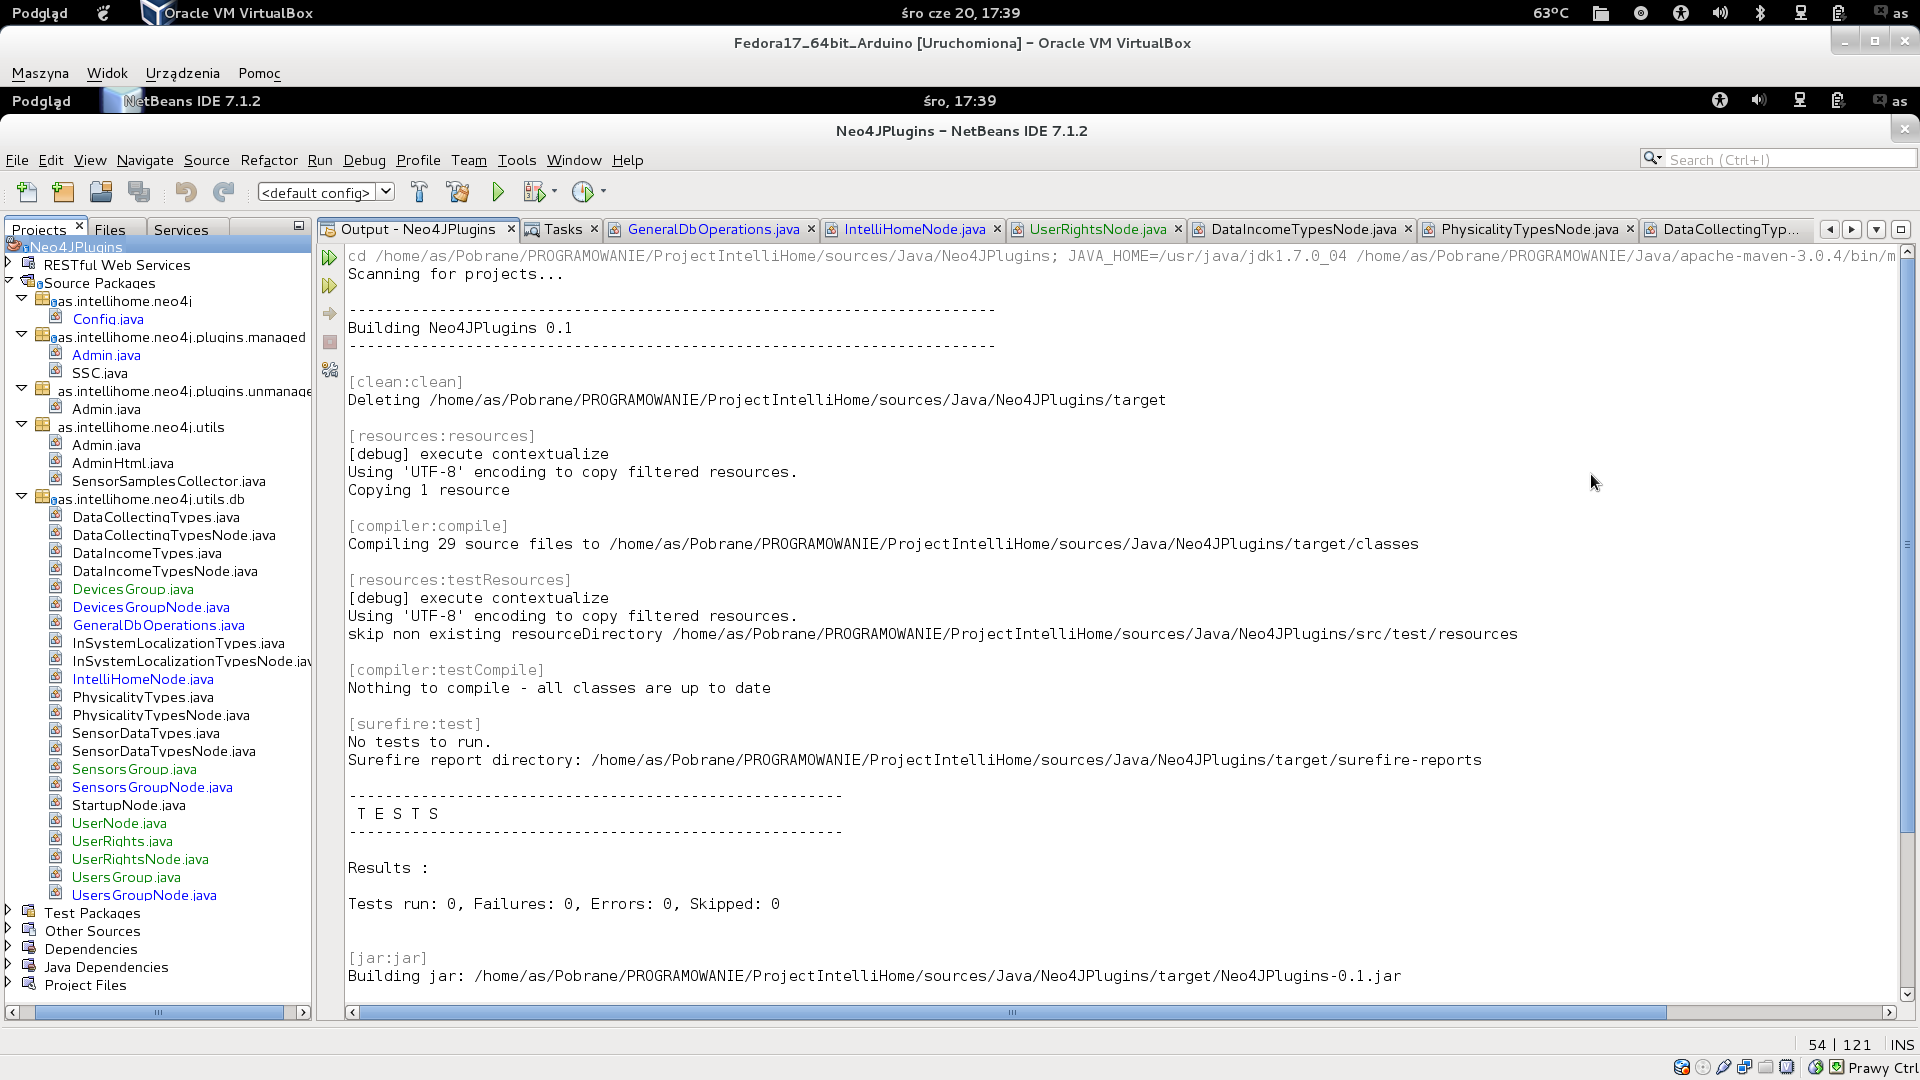 Podgląd Oracle VM VirtualBox śro cze 20, 17:39 63°C as
Fedora17_64bit_Arduino [Uruchomiona] - Oracle VM VirtualBox
Maszyna Widok Urządzenia Pomoc
Podgląd NetBeans IDE 7.1.2 śro, 17:39 as
Neo4JPlugins - NetBeans IDE 7.1.2
File Edit View Navigate Source Refactor Run Debug Profile Team Tools Window Help Search (Ctrl+I)
<default config>
Projects Files Services
Output - Neo4JPlugins Tasks GeneralDbOperations.java IntelliHomeNode.java UserRightsNode.java DataIncomeTypesNode.java PhysicalityTypesNode.java DataCollectingTyp...
Neo4JPlugins
RESTful Web Services
Source Packages
as.intellihome.neo4j
Config.java
as.intellihome.neo4j.plugins.managed
Admin.java
SSC.java
as.intellihome.neo4j.plugins.unmanage
Admin.java
as.intellihome.neo4j.utils
Admin.java
AdminHtml.java
SensorSamplesCollector.java
as.intellihome.neo4j.utils.db
DataCollectingTypes.java
DataCollectingTypesNode.java
DataIncomeTypes.java
DataIncomeTypesNode.java
DevicesGroup.java
DevicesGroupNode.java
GeneralDbOperations.java
InSystemLocalizationTypes.java
InSystemLocalizationTypesNode.jav
IntelliHomeNode.java
PhysicalityTypes.java
PhysicalityTypesNode.java
SensorDataTypes.java
SensorDataTypesNode.java
SensorsGroup.java
SensorsGroupNode.java
StartupNode.java
UserNode.java
UserRights.java
UserRightsNode.java
UsersGroup.java
UsersGroupNode.java
Test Packages
Other Sources
Dependencies
Java Dependencies
Project Files
cd /home/as/Pobrane/PROGRAMOWANIE/ProjectIntelliHome/sources/Java/Neo4JPlugins; JAVA_HOME=/usr/java/jdk1.7.0_04 /home/as/Pobrane/PROGRAMOWANIE/Java/apache-maven-3.0.4/bin/m
Scanning for projects...
------------------------------------------------------------------------
Building Neo4JPlugins 0.1
------------------------------------------------------------------------
[clean:clean]
Deleting /home/as/Pobrane/PROGRAMOWANIE/ProjectIntelliHome/sources/Java/Neo4JPlugins/target
[resources:resources]
[debug] execute contextualize
Using 'UTF-8' encoding to copy filtered resources.
Copying 1 resource
[compiler:compile]
Compiling 29 source files to /home/as/Pobrane/PROGRAMOWANIE/ProjectIntelliHome/sources/Java/Neo4JPlugins/target/classes
[resources:testResources]
[debug] execute contextualize
Using 'UTF-8' encoding to copy filtered resources.
skip non existing resourceDirectory /home/as/Pobrane/PROGRAMOWANIE/ProjectIntelliHome/sources/Java/Neo4JPlugins/src/test/resources
[compiler:testCompile]
Nothing to compile - all classes are up to date
[surefire:test]
No tests to run.
Surefire report directory: /home/as/Pobrane/PROGRAMOWANIE/ProjectIntelliHome/sources/Java/Neo4JPlugins/target/surefire-reports
-------------------------------------------------------
T E S T S
-------------------------------------------------------
Results :
Tests run: 0, Failures: 0, Errors: 0, Skipped: 0
[jar:jar]
Building jar: /home/as/Pobrane/PROGRAMOWANIE/ProjectIntelliHome/sources/Java/Neo4JPlugins/target/Neo4JPlugins-0.1.jar
54 | 121 INS
Prawy Ctrl